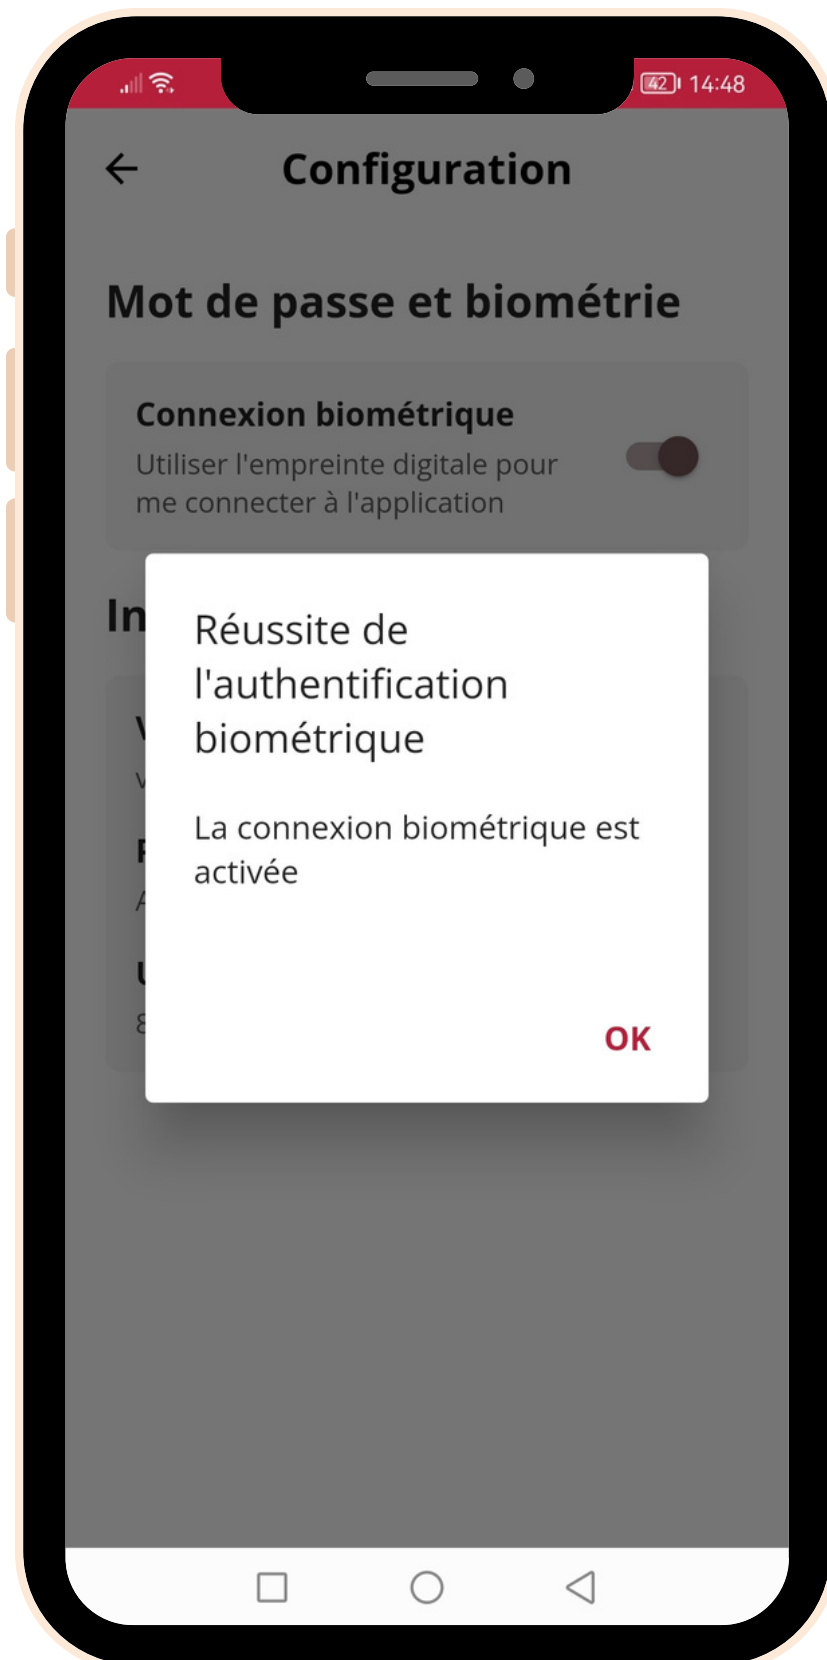 42 14:48
Configuration
Mot de passe et biométrie
Connexion biométrique
Utiliser l'empreinte digitale pour
me connecter à l'application
Réussite de
l'authentification
biométrique
La connexion biométrique est
activée
OK